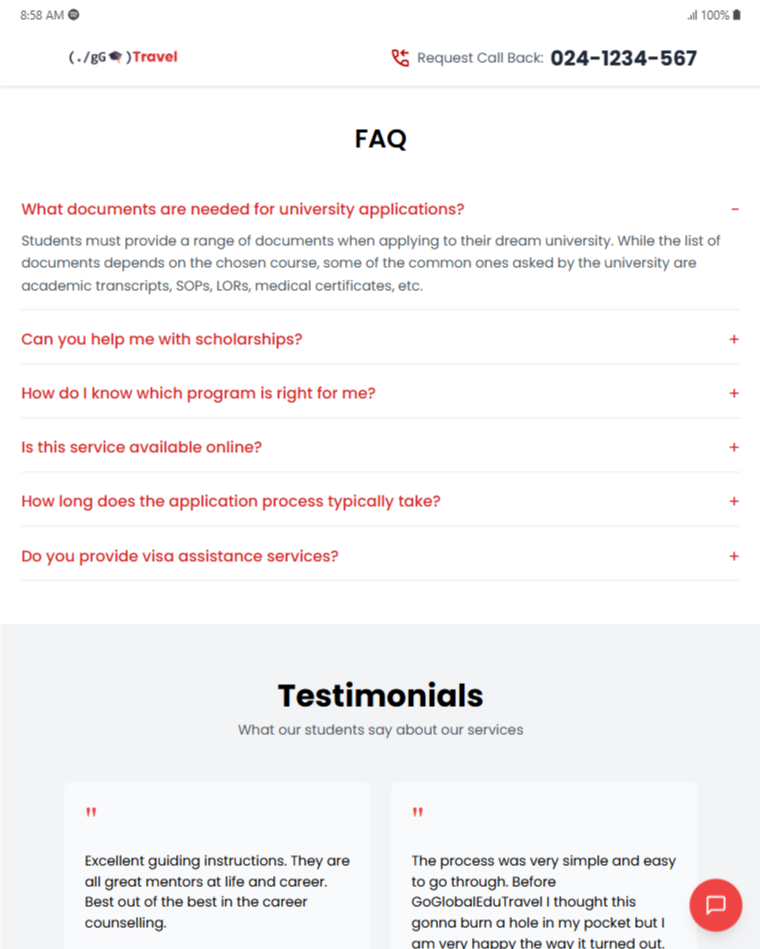 8:58 AM
100%
(./gG )Travel
Request Call Back: 024-1234-567
FAQ
What documents are needed for university applications? −
Students must provide a range of documents when applying to their dream university. While the list of
documents depends on the chosen course, some of the common ones asked by the university are
academic transcripts, SOPs, LORs, medical certificates, etc.
Can you help me with scholarships? +
How do I know which program is right for me? +
Is this service available online? +
How long does the application process typically take? +
Do you provide visa assistance services? +
Testimonials
What our students say about our services
"
Excellent guiding instructions. They are
all great mentors at life and career.
Best out of the best in the career
counselling.
"
The process was very simple and easy
to go through. Before
GoGlobalEduTravel I thought this
gonna burn a hole in my pocket but I
am very happy the way it turned out.